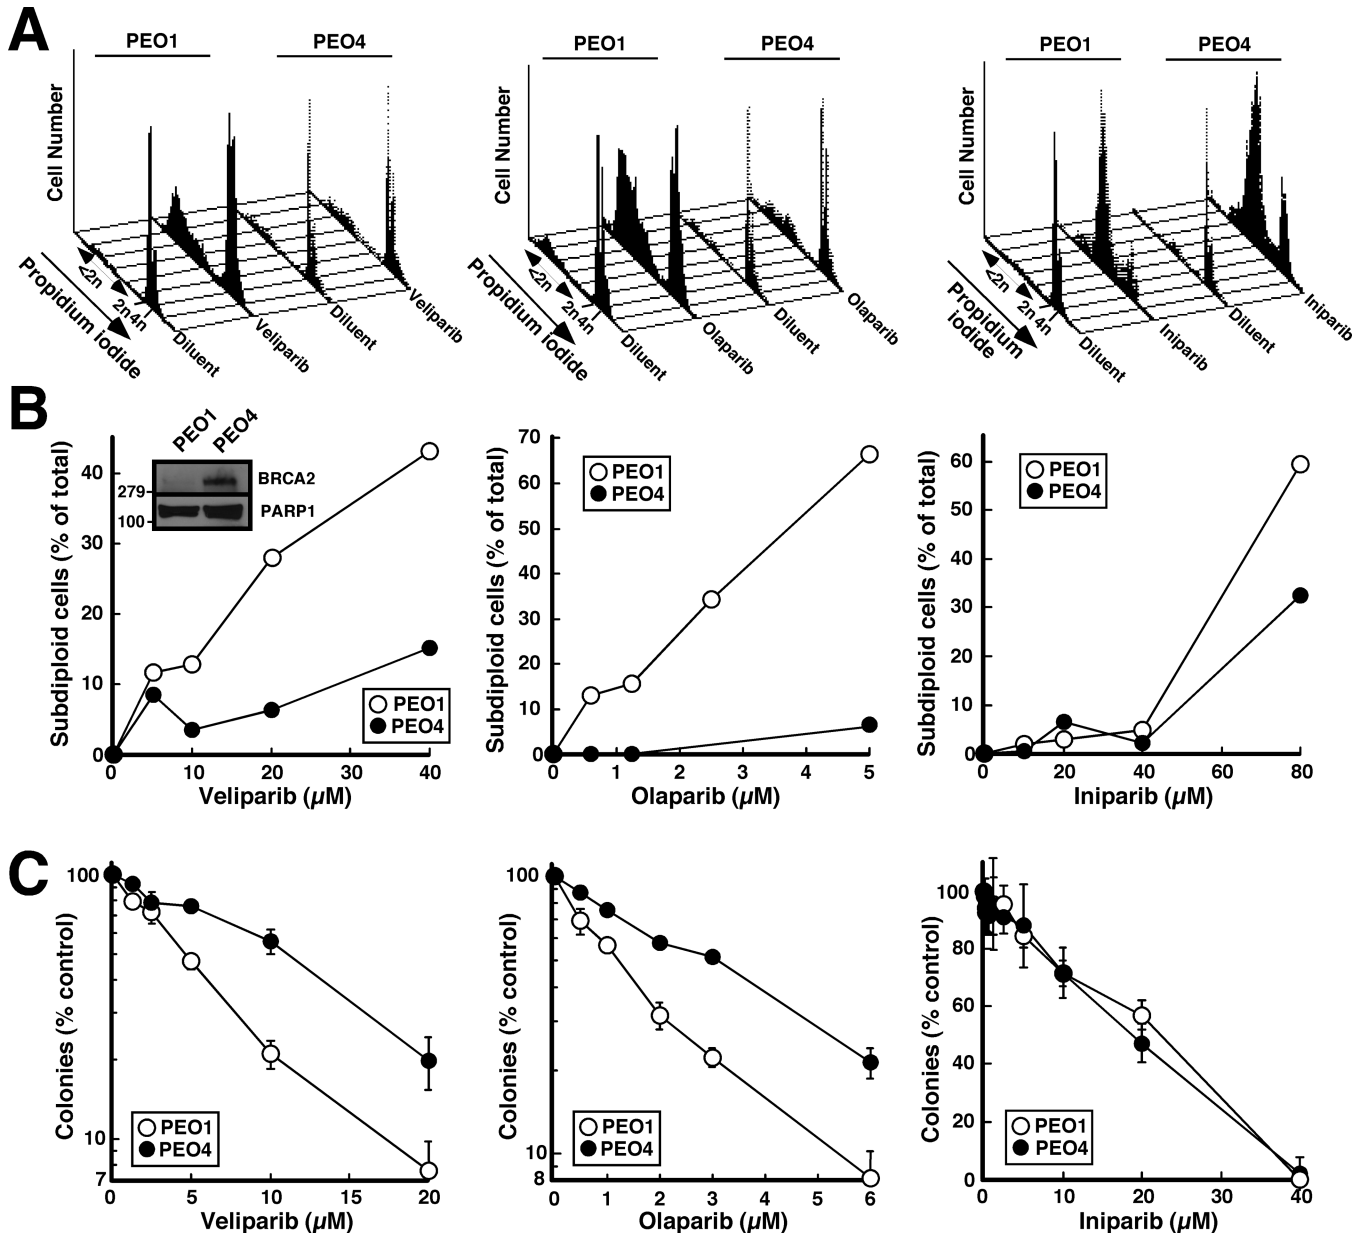 A
PEO1 PEO4
Cell Number
<2n 2n 4n
Propidium Iodide
Diluent Veliparib Diluent Veliparib
PEO1 PEO4
Cell Number
<2n 2n 4n
Propidium Iodide
Diluent Olaparib Diluent Olaparib
PEO1 PEO4
Cell Number
<2n 2n 4n
Propidium
iodide
Diluent Iniparib Diluent Iniparib
B
PEO1 PEO4
BRCA2
279
PARP1
100
Subdiploid cells (% of total)
40
30
20
10
0
0 10 20 30 40
Veliparib (µM)
PEO1
PEO4
Subdiploid cells (% of total)
70
60
50
40
30
20
10
0
0 1 2 3 4 5
Olaparib (µM)
PEO1
PEO4
Subdiploid cells (% of total)
60
50
40
30
20
10
0
0 20 40 60 80
Iniparib (µM)
PEO1
PEO4
C
Colonies (% control)
100
10
7
0 5 10 15 20
Veliparib (µM)
PEO1
PEO4
Colonies (% control)
100
10
8
0 1 2 3 4 5 6
Olaparib (µM)
PEO1
PEO4
Colonies (% control)
100
80
60
40
20
0
0 10 20 30 40
Iniparib (µM)
PEO1
PEO4